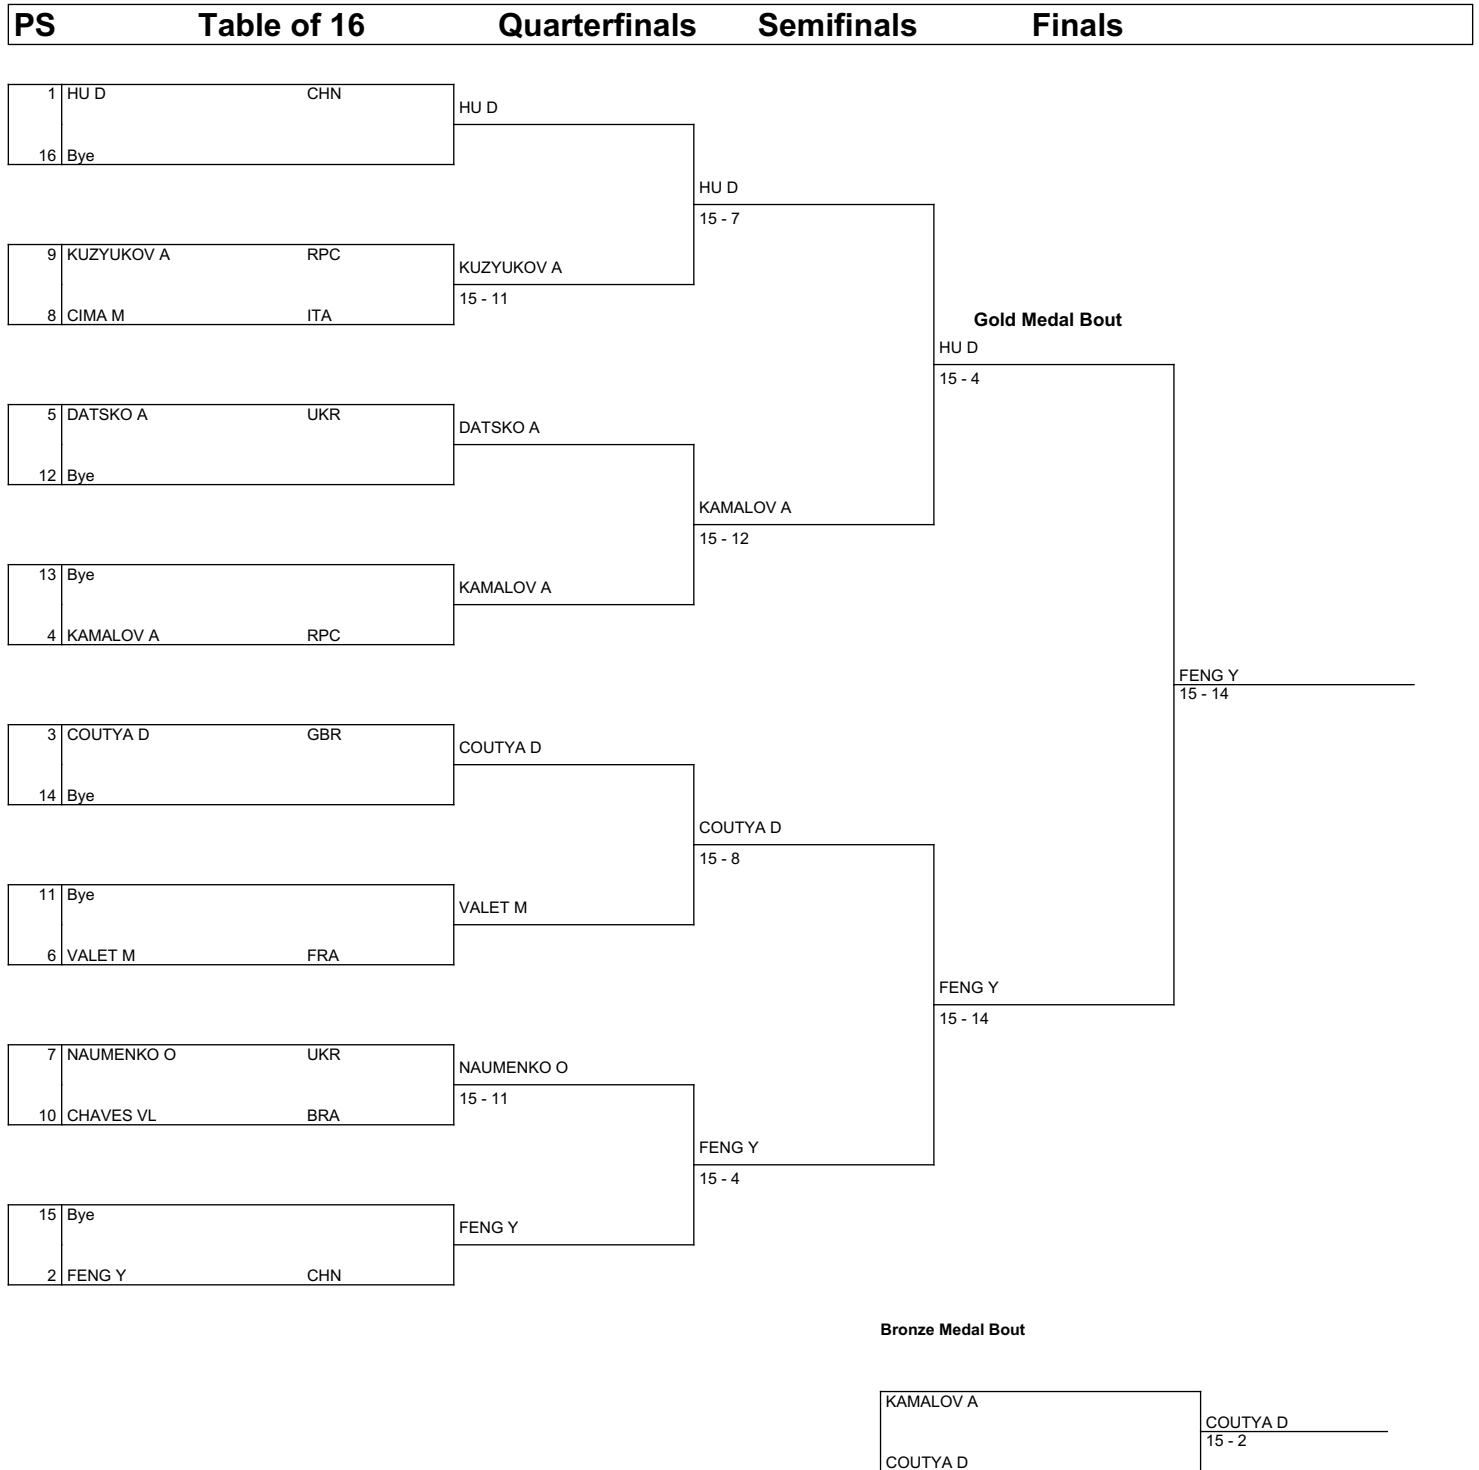 PS Table of 16 Quarterfinals Semifinals Finals
1 HU D CHN
HU D
16 Bye
HU D
15 - 7
9 KUZYUKOV A RPC
KUZYUKOV A
15 - 11
8 CIMA M ITA
Gold Medal Bout
HU D
15 - 4
5 DATSKO A UKR
DATSKO A
12 Bye
KAMALOV A
15 - 12
13 Bye
KAMALOV A
4 KAMALOV A RPC
FENG Y
15 - 14
3 COUTYA D GBR
COUTYA D
14 Bye
COUTYA D
15 - 8
11 Bye
VALET M
6 VALET M FRA
FENG Y
15 - 14
7 NAUMENKO O UKR
NAUMENKO O
15 - 11
10 CHAVES VL BRA
FENG Y
15 - 4
15 Bye
FENG Y
2 FENG Y CHN
Bronze Medal Bout
KAMALOV A
COUTYA D
15 - 2
COUTYA D